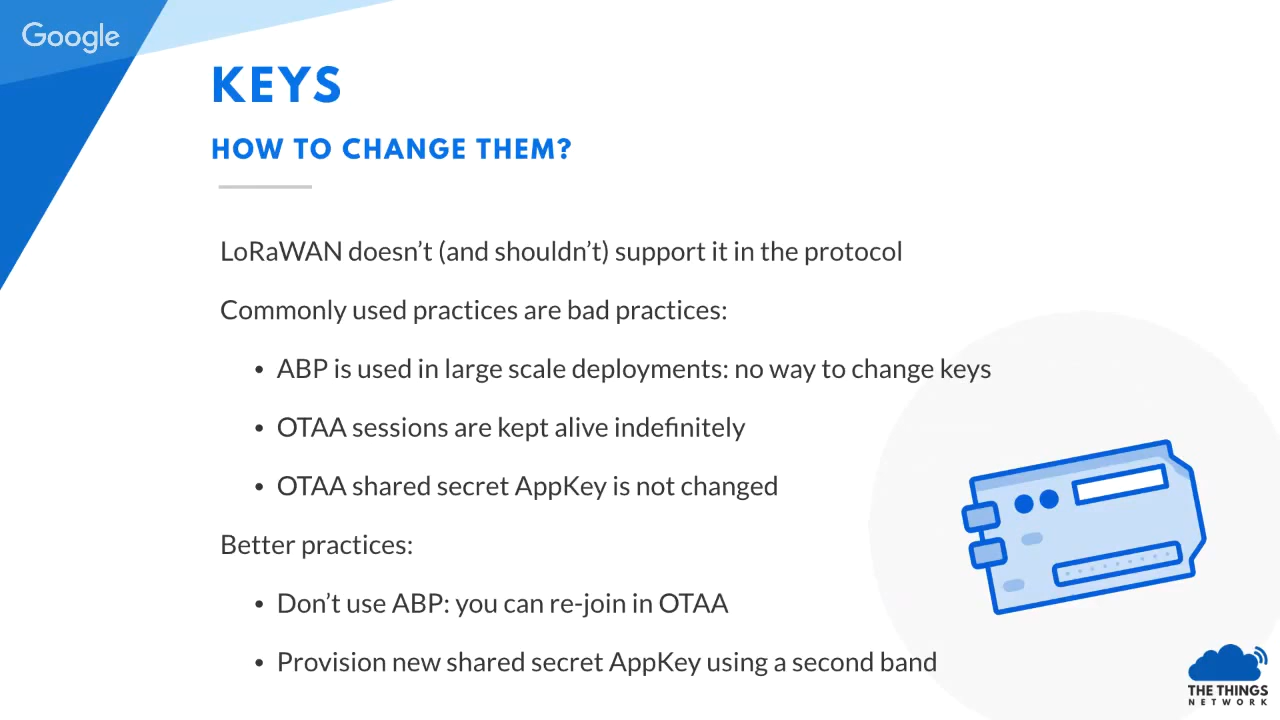 Google
KEYS
HOW TO CHANGE THEM?
LoRaWAN doesn’t (and shouldn’t) support it in the protocol
Commonly used practices are bad practices:
• ABP is used in large scale deployments: no way to change keys
• OTAA sessions are kept alive indefinitely
• OTAA shared secret AppKey is not changed
Better practices:
• Don’t use ABP: you can re-join in OTAA
• Provision new shared secret AppKey using a second band
THE THINGS
NETWORK